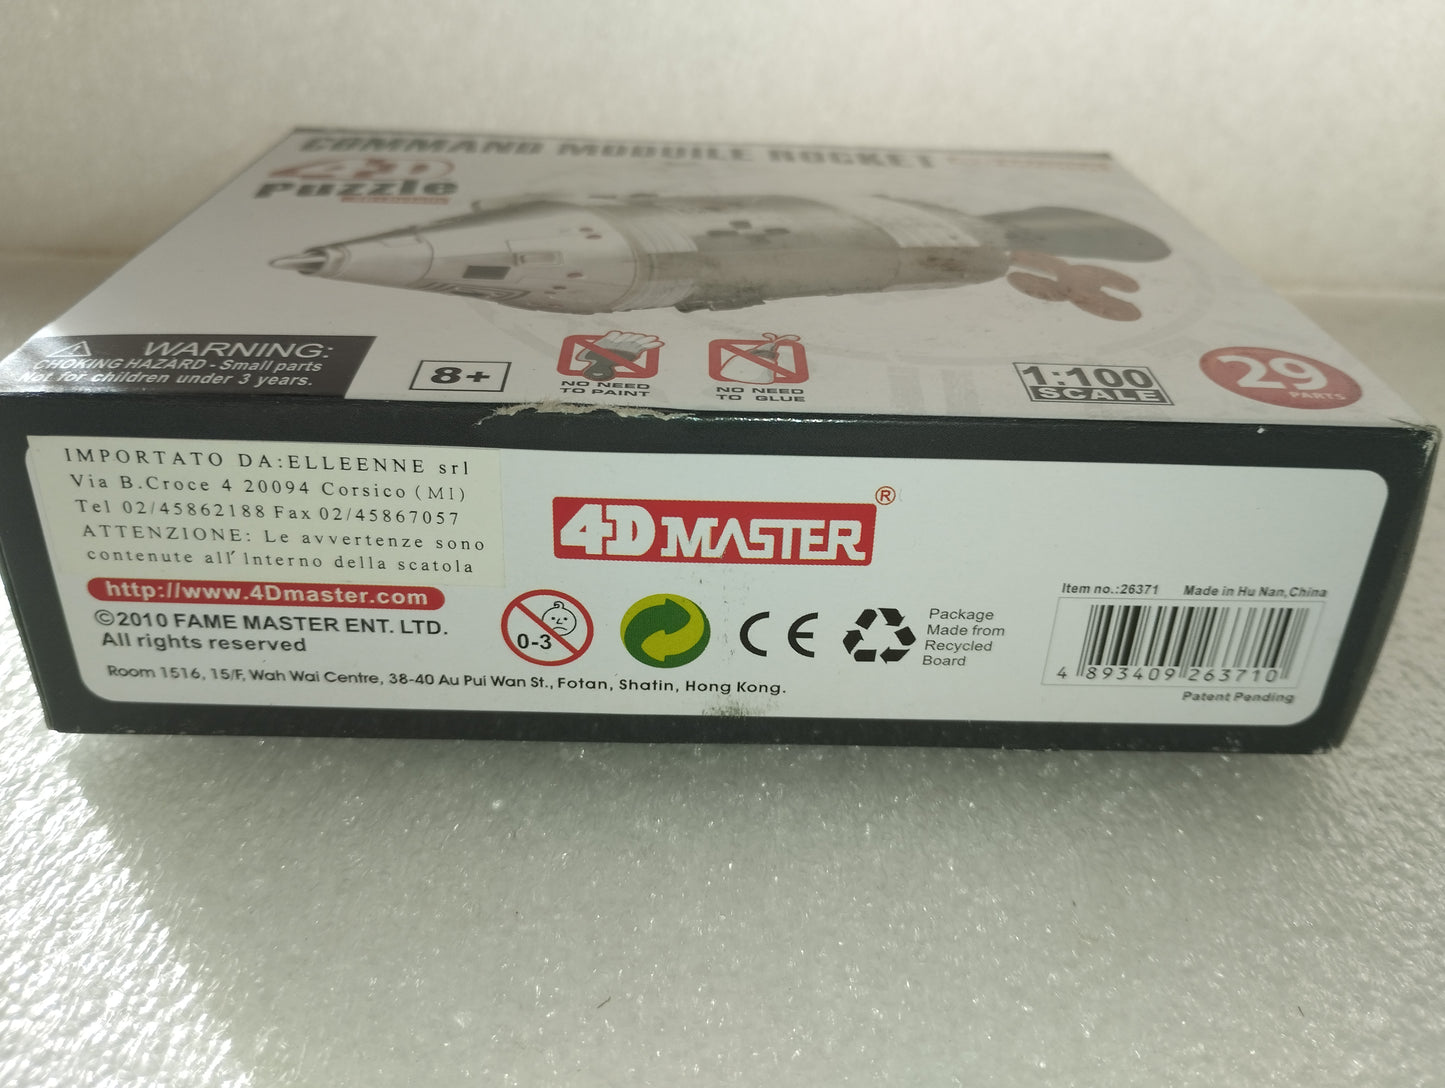 COMMAND MODUILE ROCKET
4D
Puzzle
WARNING:
CHOKING HAZARD - Small parts
Not for children under 3 years.
8+
NO NEED
TO PAINT
NO NEED
TO GLUE
1:100
SCALE
29
PARTS
IMPORTATO DA:ELLEENNE srl
Via B.Croce 4 20094 Corsico (MI)
Tel 02/45862188 Fax 02/45867057
ATTENZIONE: Le avvertenze sono
contenute all' interno della scatola
http://www.4Dmaster.com
©2010 FAME MASTER ENT. LTD.
All rights reserved
Room 1516, 15/F, Wah Wai Centre, 38-40 Au Pui Wan St., Fotan, Shatin, Hong Kong.
4D MASTER ®
0-3
CE
Package
Made from
Recycled
Board
Item no.:26371 Made in Hu Nan,China
4 893409 263710
Patent Pending